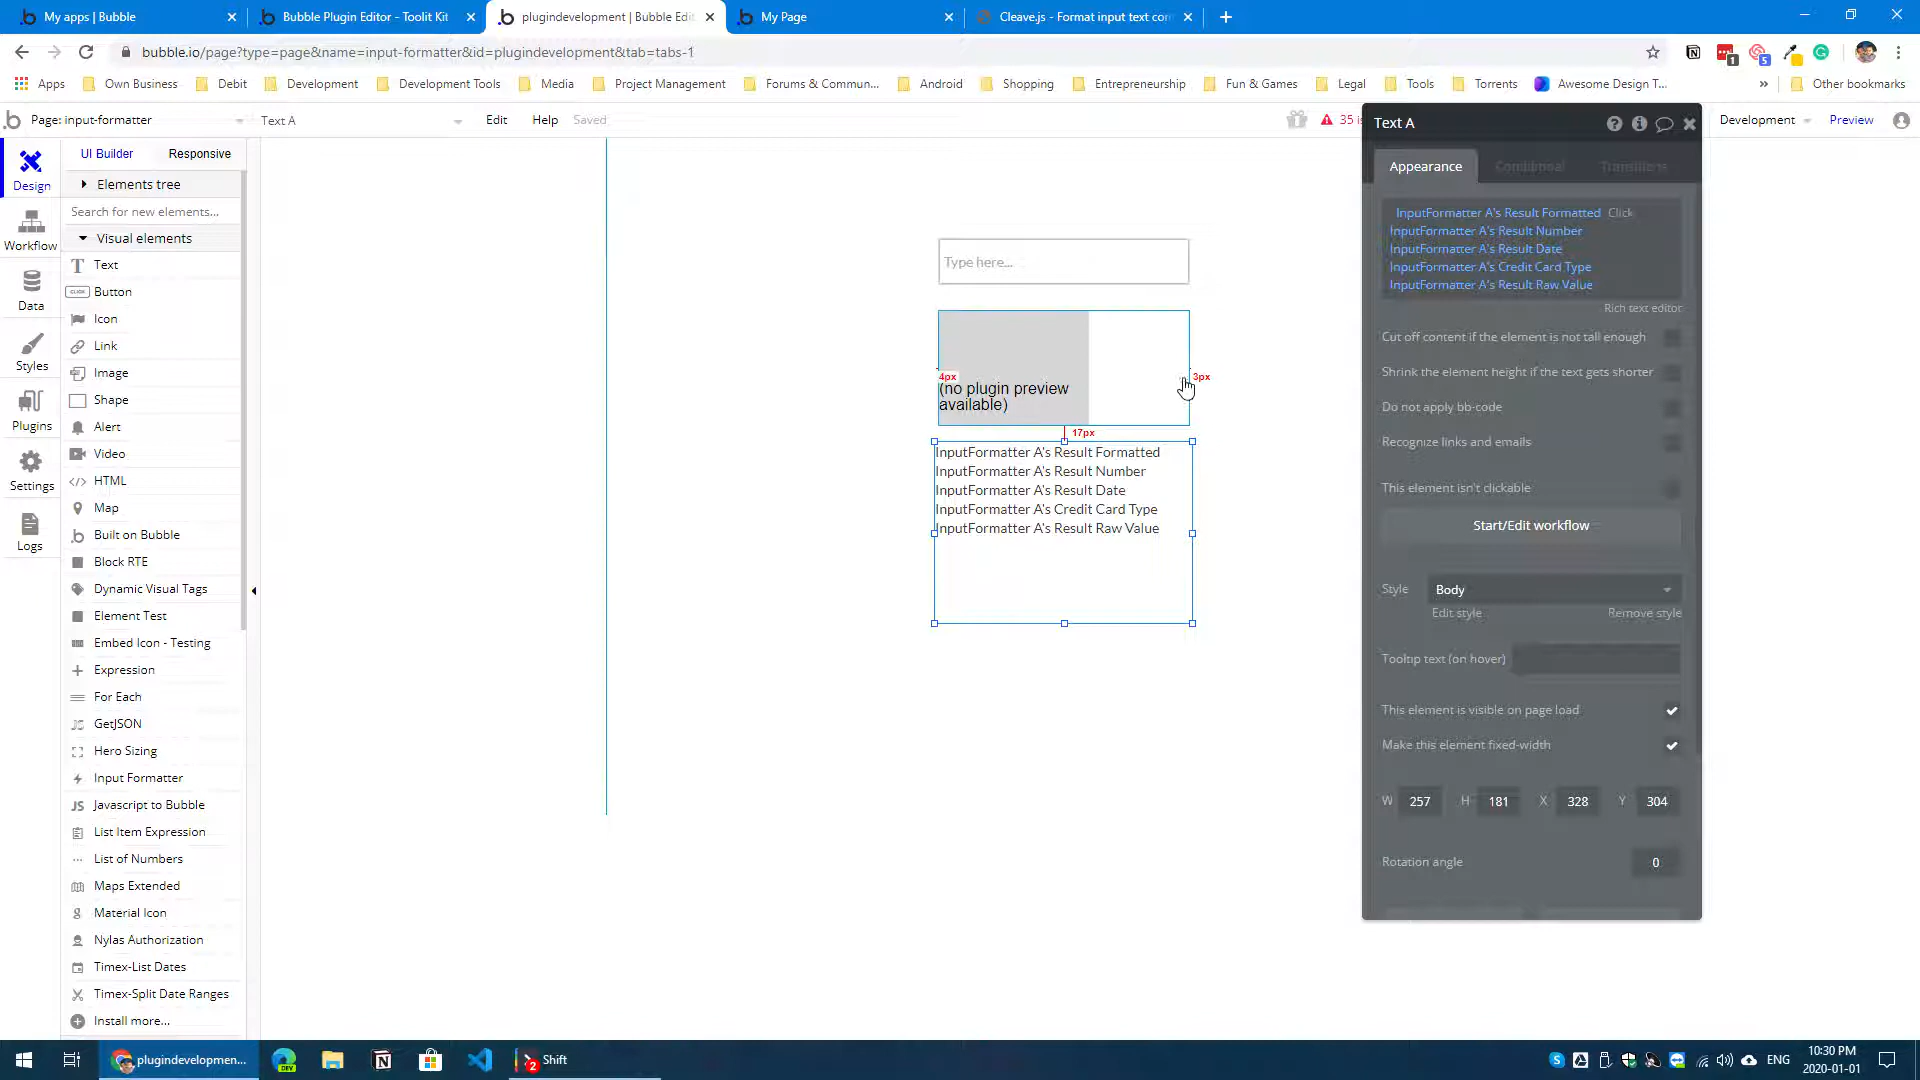 My apps | Bubble
Bubble Plugin Editor - Toolit Kit
plugindevelopment | Bubble Edi
My Page
Cleave.js - Format input text con
bubble.io/page?type=page&name=input-formatter&id=plugindevelopment&tab=tabs-1
1
5
Apps
Own Business
Debit
Development
Development Tools
Media
Project Management
Forums & Commun...
Android
Shopping
Entrepreneurship
Fun & Games
Legal
Tools
Torrents
Awesome Design T...
»
Other bookmarks
Page: input-formatter
Text A
Edit
Help
Saved
35 is
Development
Preview
Design
Workflow
Data
Styles
Plugins
Settings
Logs
UI Builder
Responsive
Elements tree
Search for new elements...
Visual elements
Text
CLICK
Button
Icon
Link
Image
Shape
Alert
Video
HTML
Map
Built on Bubble
Block RTE
Dynamic Visual Tags
Element Test
Embed Icon - Testing
Expression
For Each
GetJSON
Hero Sizing
Input Formatter
JS
Javascript to Bubble
List Item Expression
List of Numbers
Maps Extended
Material Icon
Nylas Authorization
Timex-List Dates
Timex-Split Date Ranges
Install more...
Type here...
4px
3px
(no plugin preview
available)
17px
InputFormatter A's Result Formatted
InputFormatter A's Result Number
InputFormatter A's Result Date
InputFormatter A's Credit Card Type
InputFormatter A's Result Raw Value
Text A
Appearance
Conditional
Transitions
InputFormatter A's Result Formatted Click
InputFormatter A's Result Number
InputFormatter A's Result Date
InputFormatter A's Credit Card Type
InputFormatter A's Result Raw Value
Rich text editor
Cut off content if the element is not tall enough
Shrink the element height if the text gets shorter
Do not apply bb-code
Recognize links and emails
This element isn't clickable
Start/Edit workflow
Style
Body
Edit style
Remove style
Tooltip text (on hover)
This element is visible on page load
Make this element fixed-width
W 257 H 181 X 328 Y 304
Rotation angle
0
plugindevelopmen...
DEV
2
Shift
ENG
10:30 PM
2020-01-01